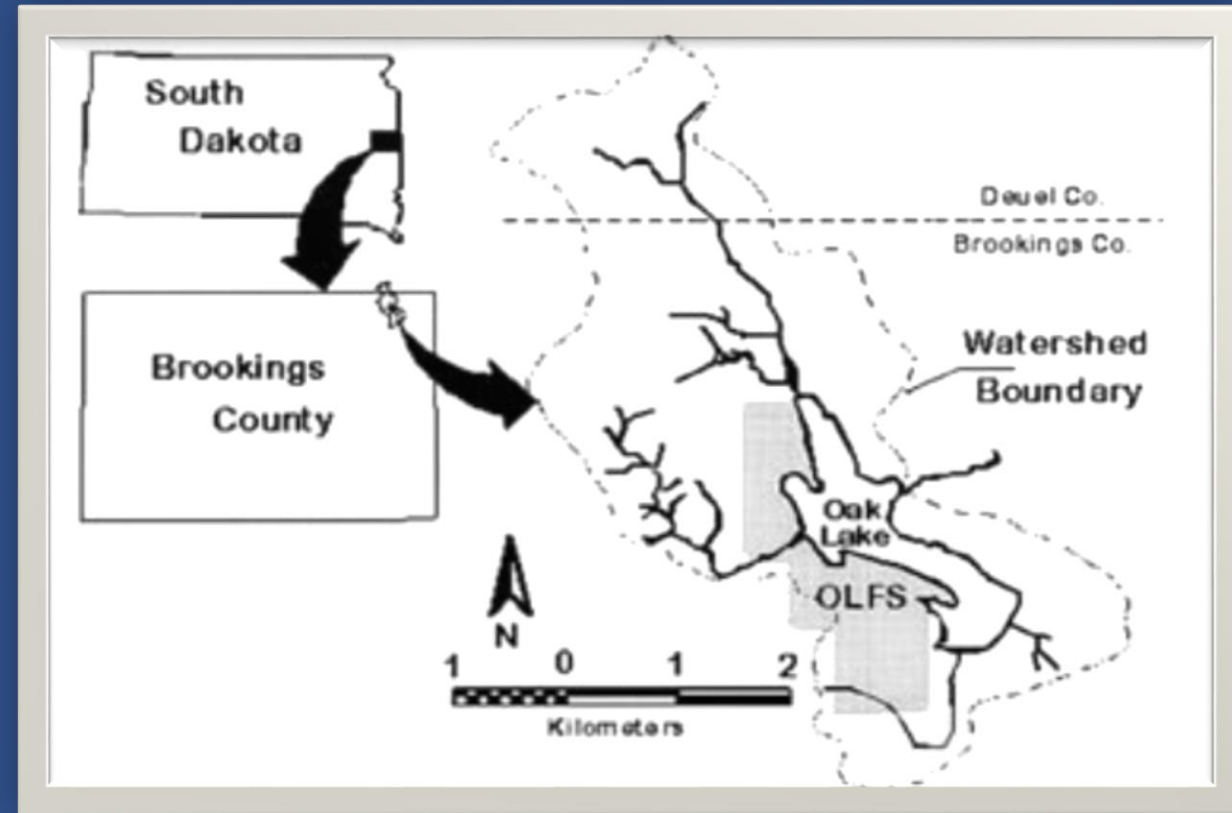 South
Dakota
Deuel Co.
Brookings Co.
Brookings
County
Watershed
Boundary
Oak
Lake
OLFS
N
1 0 1 2
Kilometers